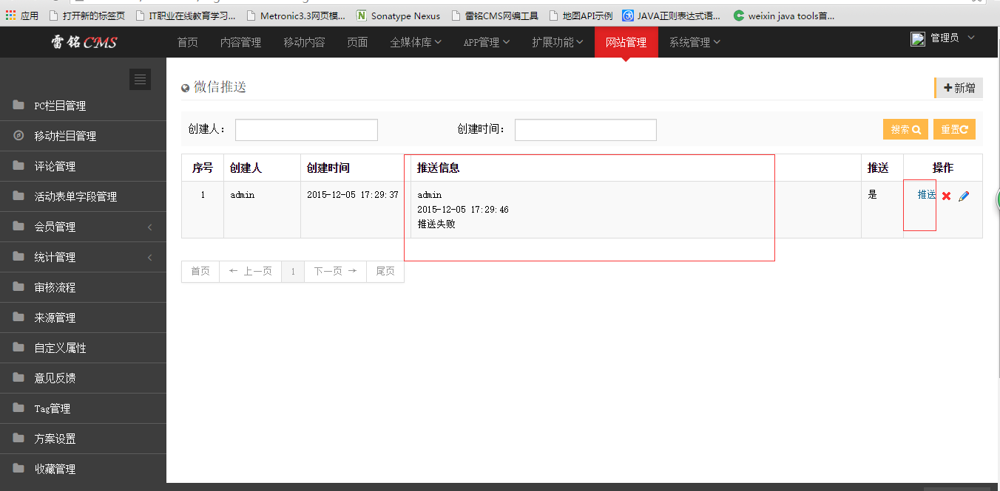 应用 打开新的标签页 IT职业在线教育学习... Metronic3.3网页模... Sonatype Nexus 雷铭CMS网编工具 地图API示例 JAVA正则表达式语... weixin java tools首...
雷铭CMS 首页 内容管理 移动内容 页面 全媒体库 APP管理 扩展功能 网站管理 系统管理 管理员
PC栏目管理
移动栏目管理
评论管理
活动表单字段管理
会员管理
统计管理
审核流程
来源管理
自定义属性
意见反馈
Tag管理
方案设置
收藏管理
微信推送 新增
创建人: 创建时间: 搜索 重置
序号 创建人 创建时间 推送信息 推送 操作
1 admin 2015-12-05 17:29:37 admin 是 推送
2015-12-05 17:29:46
推送失败
首页 ← 上一页 1 下一页 → 尾页